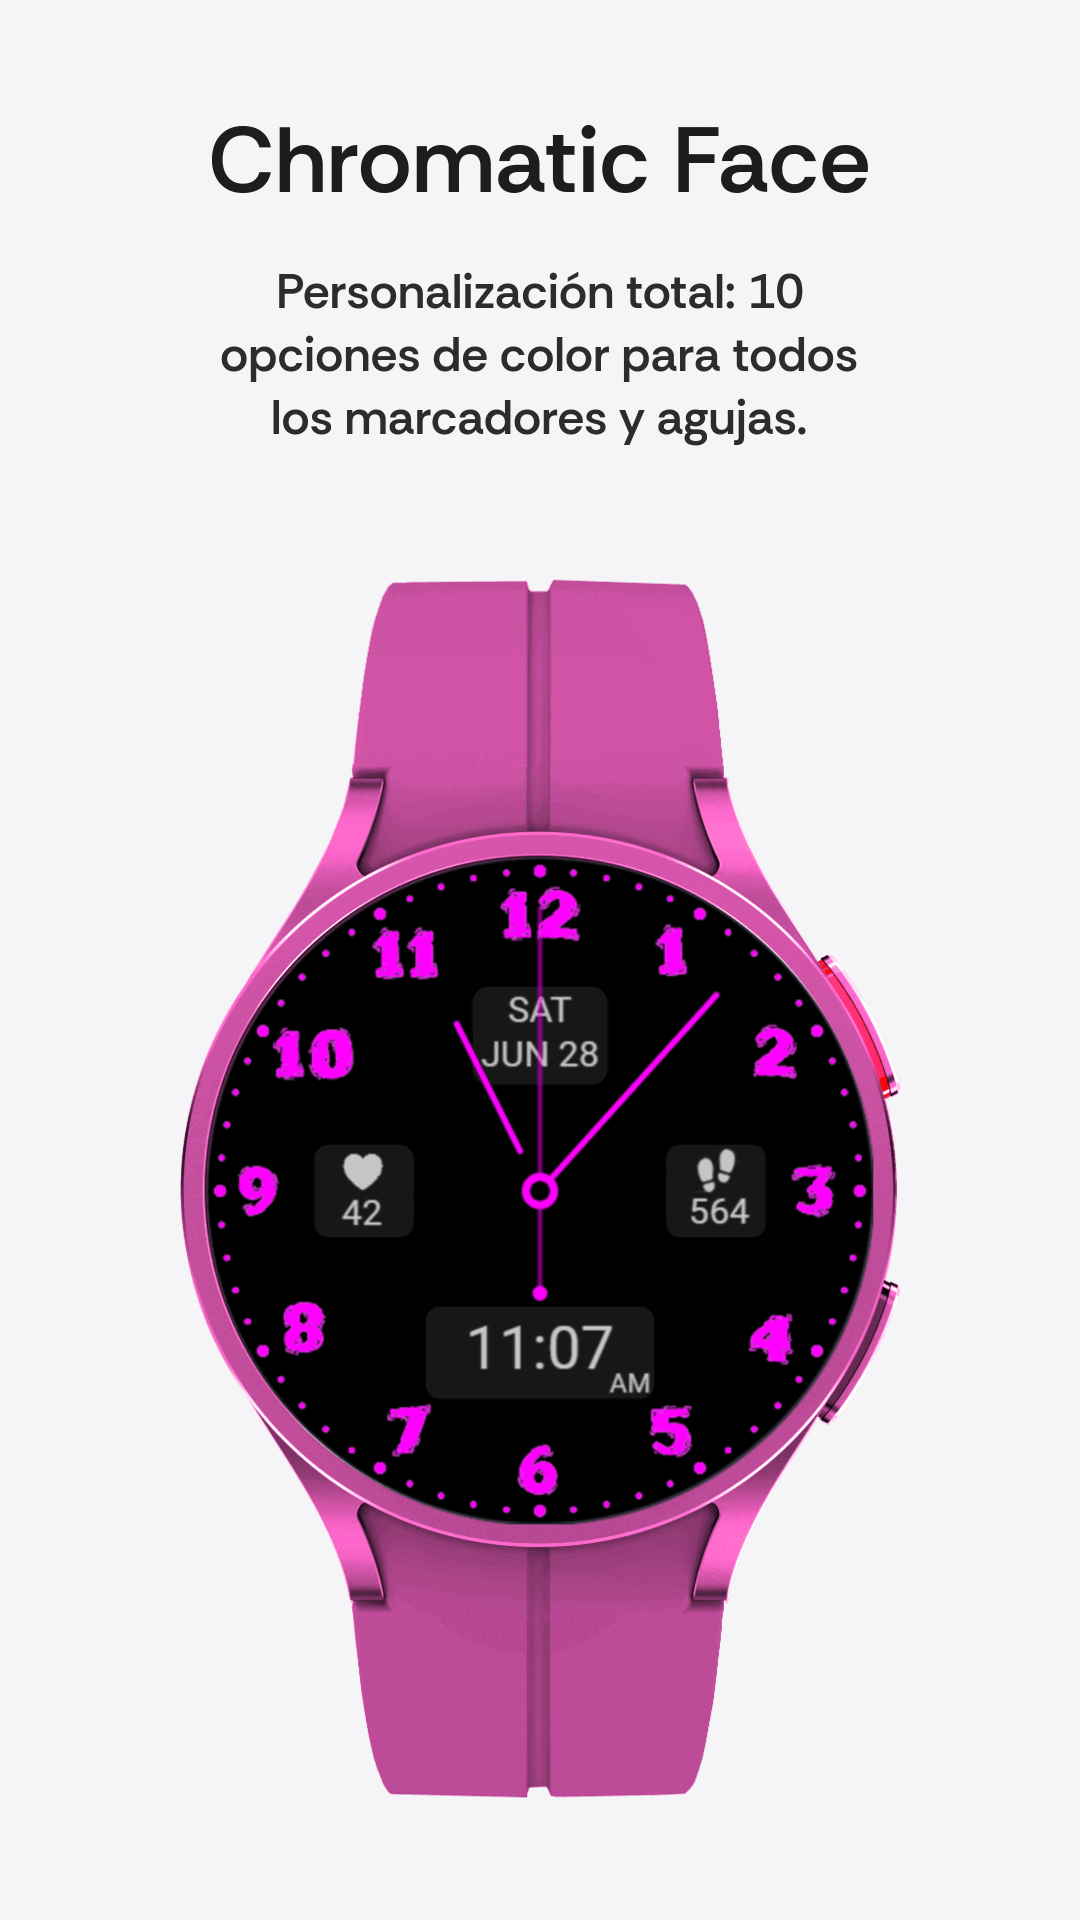 Chromatic Face
Personalización total: 10
opciones de color para todos
los marcadores y agujas.
12
11
1
SAT
JUN 28
10
2
9
42
564
3
8
4
11:07
AM
7
5
6